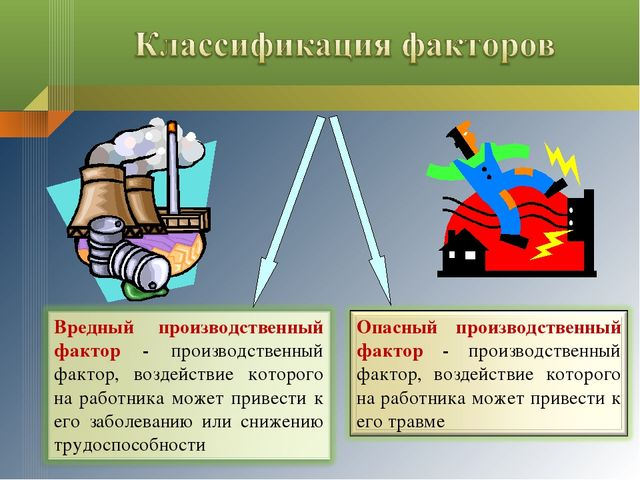 Классификация факторов
Вредный производственный
фактор - производственный
фактор, воздействие которого
на работника может привести к
его заболеванию или снижению
трудоспособности
Опасный производственный
фактор - производственный
фактор, воздействие которого
на работника может привести к
его травме